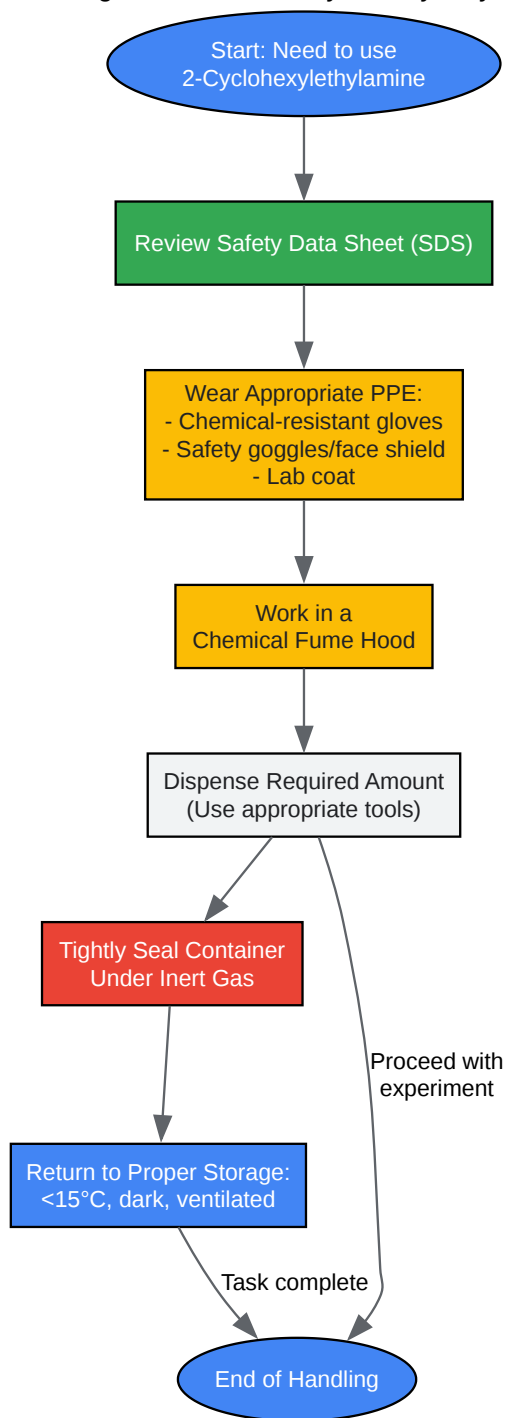 Start: Need to use
2-Cyclohexylethylamine
Review Safety Data Sheet (SDS)
Wear Appropriate PPE:
- Chemical-resistant gloves
- Safety goggles/face shield
- Lab coat
Work in a
Chemical Fume Hood
Dispense Required Amount
(Use appropriate tools)
Tightly Seal Container
Under Inert Gas
Proceed with
experiment
Return to Proper Storage:
<15°C, dark, ventilated
Task complete
End of Handling